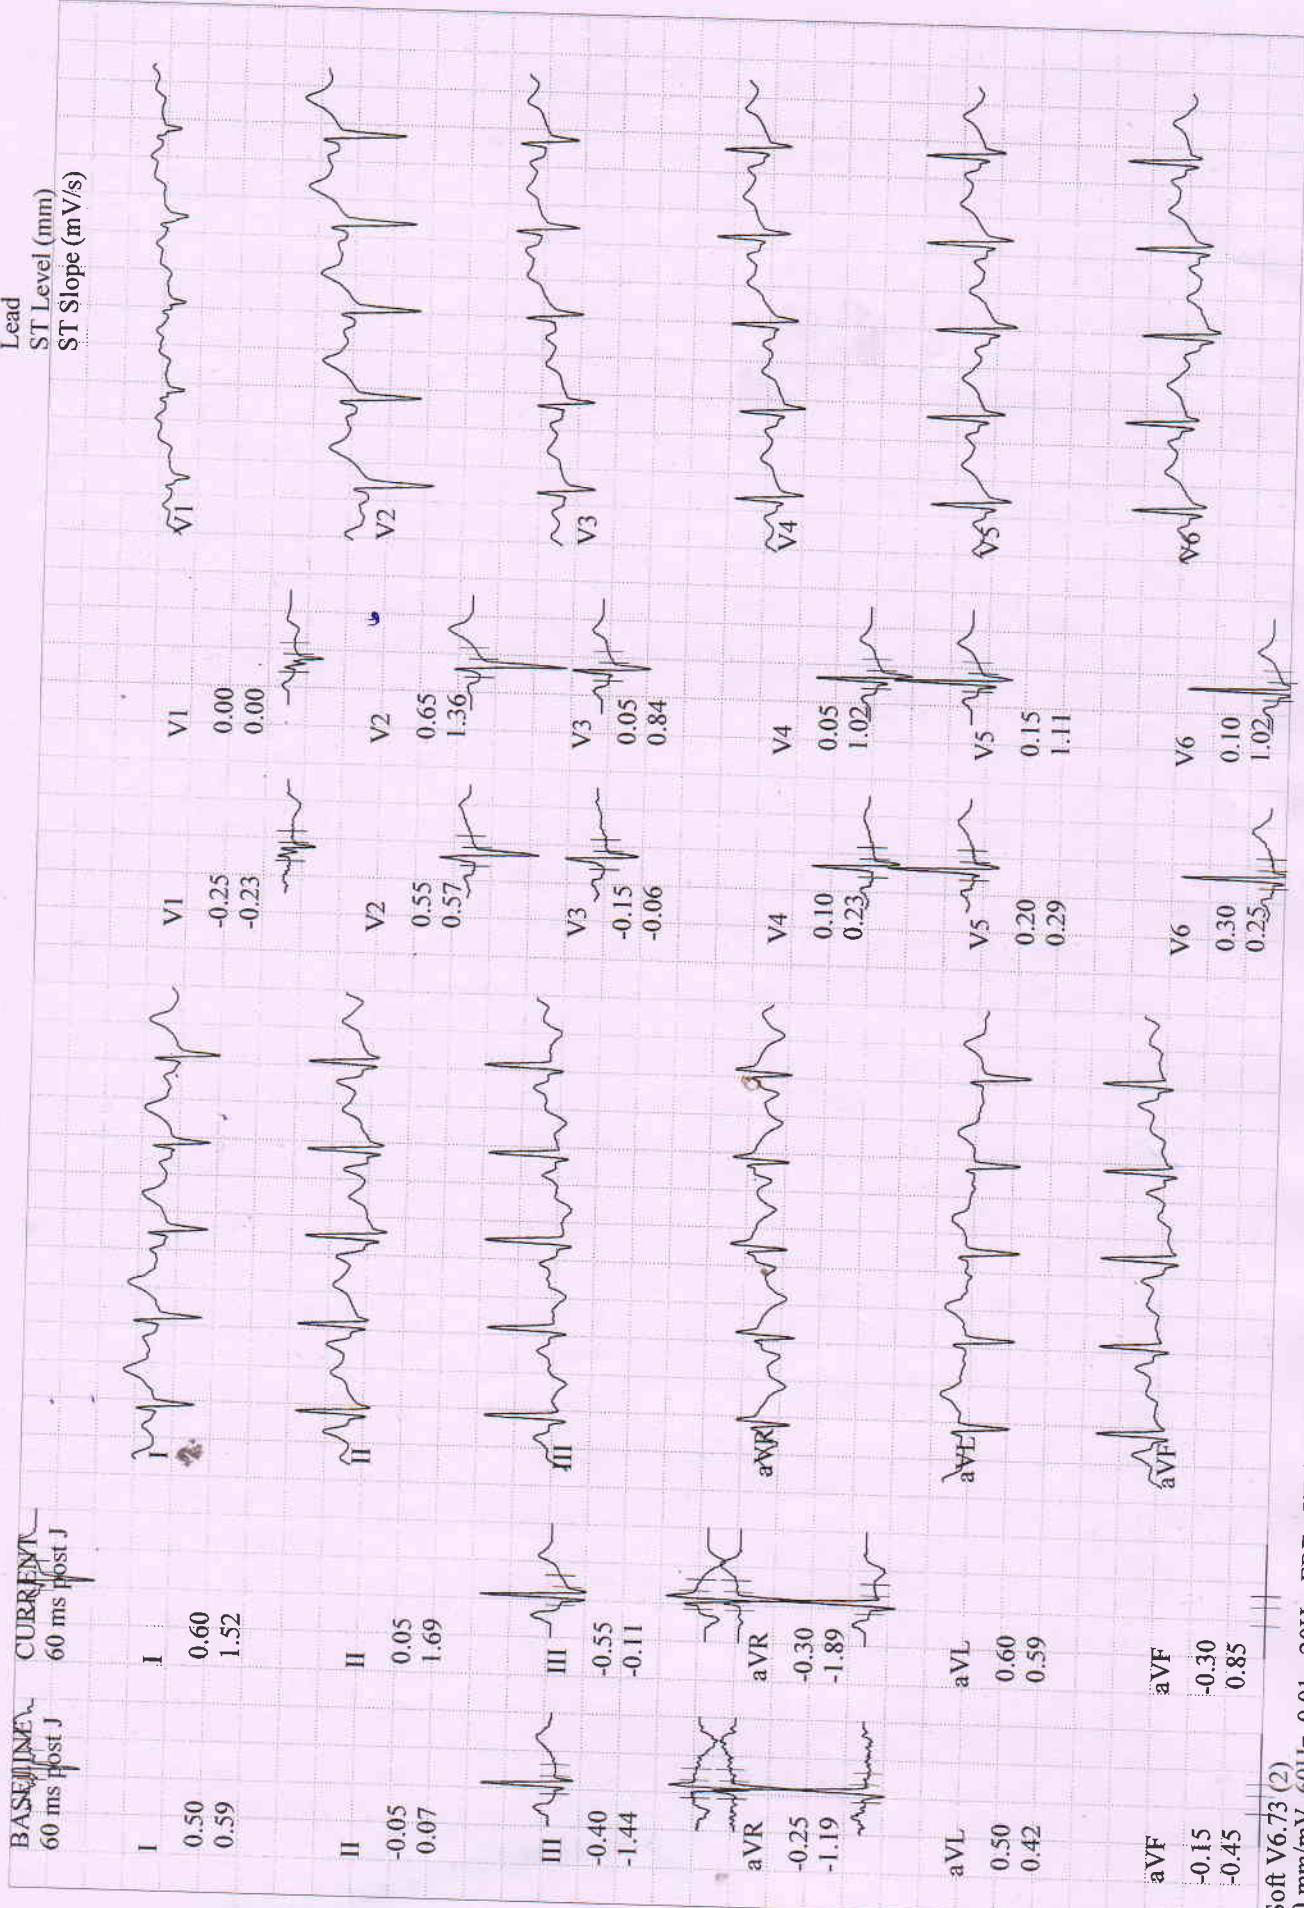 Lead
ST Level (mm)
ST Slope (mV/s)
BASELINE
60 ms post J
CURRENT
60 ms post J
I
0.50
0.59
I
0.60
1.52
I
V1
-0.25
-0.23
V1
0.00
0.00
V1
II
-0.05
0.07
II
0.05
1.69
II
V2
0.55
0.57
V2
0.65
1.36
V2
III
-0.40
-1.44
III
-0.55
-0.11
III
V3
-0.15
-0.06
V3
0.05
0.84
V3
aVR
-0.25
-1.19
aVR
-0.30
-1.89
aVR
V4
0.10
0.23
V4
0.05
1.02
V4
aVL
0.50
0.42
aVL
0.60
0.59
aVL
V5
0.20
0.29
V5
0.15
1.11
V5
aVF
-0.15
-0.45
aVF
-0.30
0.85
aVF
V6
0.30
0.25
V6
0.10
1.02
V6
Soft V6.73 (2)
mm/mV